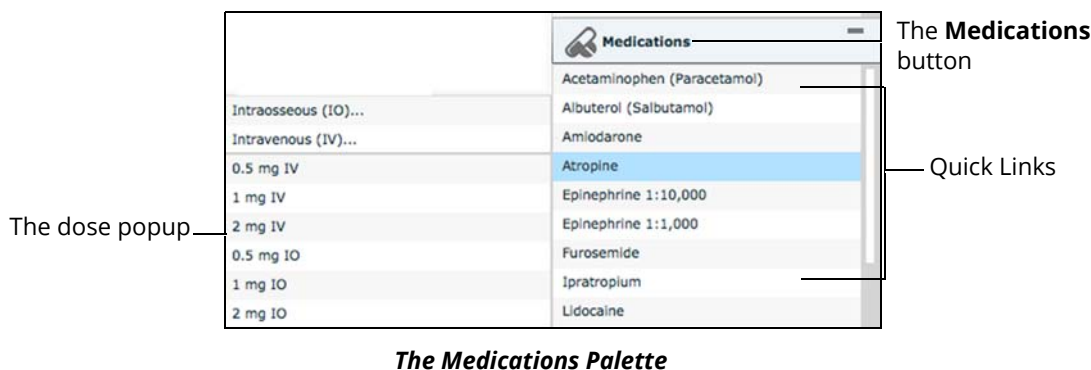 Medications
The Medications
button
Acetaminophen (Paracetamol)
Intraosseous (IO)...
Albuterol (Salbutamol)
Intravenous (IV)...
Amiodarone
0.5 mg IV
Atropine
Quick Links
1 mg IV
Epinephrine 1:10,000
The dose popup
2 mg IV
Epinephrine 1:1,000
0.5 mg IO
Furosemide
1 mg IO
Ipratropium
2 mg IO
Lidocaine
The Medications Palette